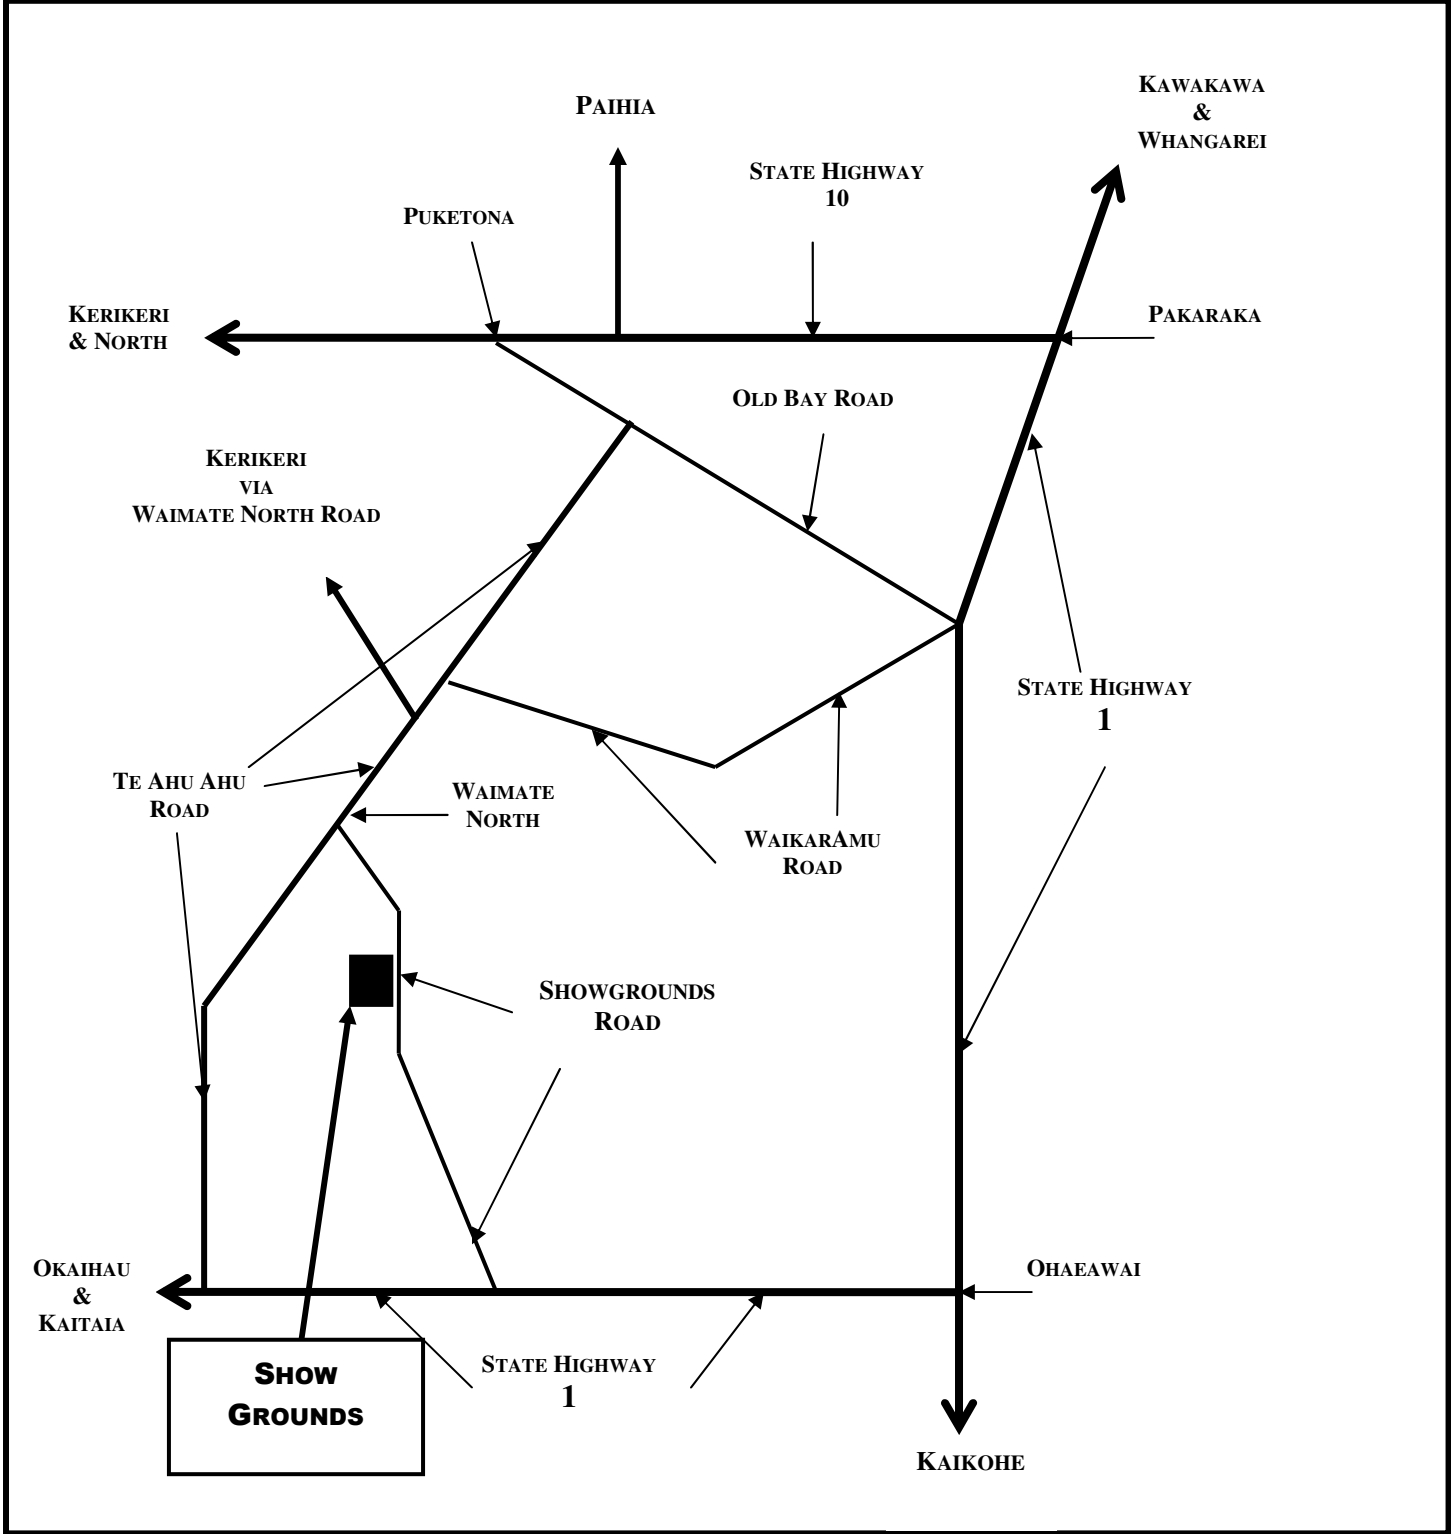 KAWAKAWA
&
WHANGAREI
PAIHIA
STATE HIGHWAY
10
PUKETONA
KERIKERI
& NORTH
PAKARAKA
OLD BAY ROAD
KERIKERI
VIA
WAIMATE NORTH ROAD
STATE HIGHWAY
1
TE AHU AHU
ROAD
WAIMATE
NORTH
WAIKARAMU
ROAD
SHOWGROUNDS
ROAD
OKAIHAU
&
KAITAIA
OHAEAWAI
SHOW
GROUNDS
STATE HIGHWAY
1
KAIKOHE